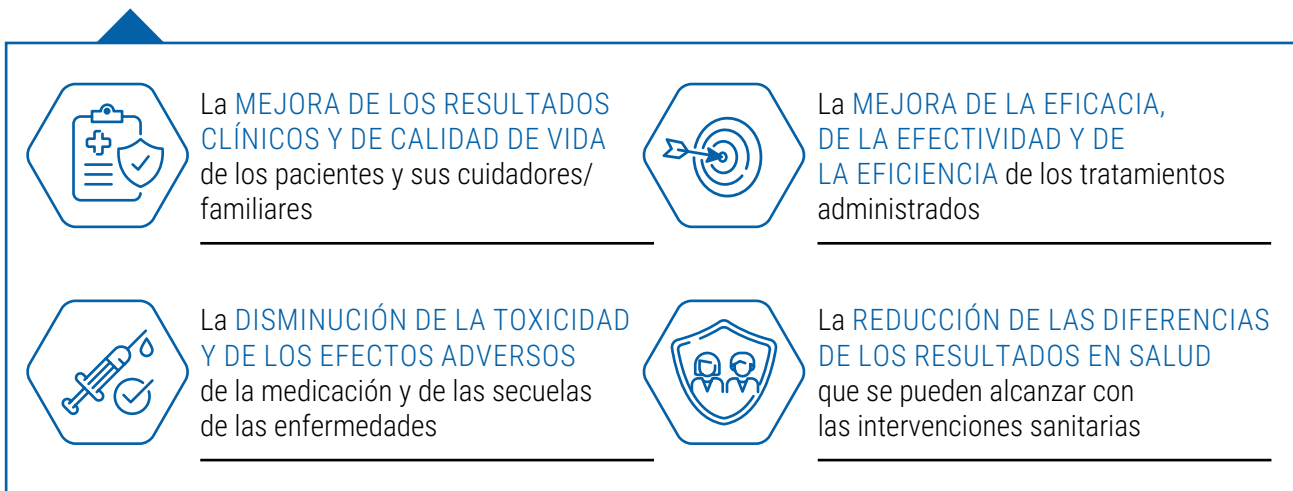 La MEJORA DE LOS RESULTADOS
CLÍNICOS Y DE CALIDAD DE VIDA
de los pacientes y sus cuidadores/
familiares
La MEJORA DE LA EFICACIA,
DE LA EFECTIVIDAD Y DE
LA EFICIENCIA de los tratamientos
administrados
La DISMINUCIÓN DE LA TOXICIDAD
Y DE LOS EFECTOS ADVERSOS
de la medicación y de las secuelas
de las enfermedades
La REDUCCIÓN DE LAS DIFERENCIAS
DE LOS RESULTADOS EN SALUD
que se pueden alcanzar con
las intervenciones sanitarias